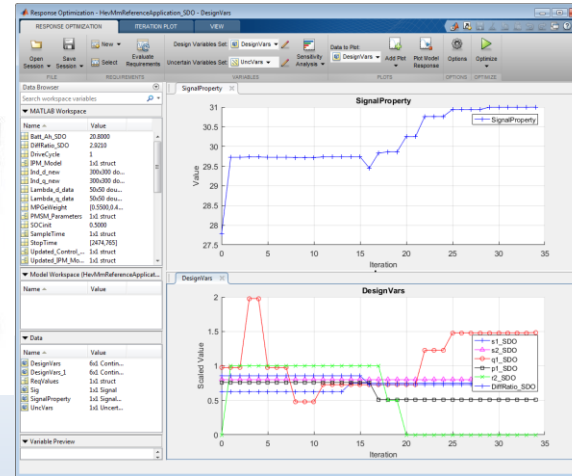 Response Optimization - HevMmReferenceApplication_SDO - DesignVars
RESPONSE OPTIMIZATION
ITERATION PLOT
VIEW
Open Session
Save Session
New
Select
Evaluate Requirements
Design Variables Set: DesignVars
Uncertain Variables Set: UncVars
Sensitivity Analysis
Data to Plot:
DesignVars
Add Plot
Plot Model Response
Options
Optimize
FILE
REQUIREMENTS
VARIABLES
PLOTS
OPTIONS
OPTIMIZE
Data Browser
Search workspace variables
MATLAB Workspace
Name Value
Batt_Ah_SDO 20.8000
DiffRatio_SDO 2.9210
DriveCycle 1
IPM_Model 1x1 struct
Ind_d_new 300x300 do...
Ind_q_new 300x300 do...
Lambda_d_data 50x50 dou...
Lambda_q_data 50x50 dou...
MPGeWeight [0.5500,0.4...
PMSM_Parameters 1x1 struct
SOCinit 0.5000
SampleTime 1x1 struct
StopTime [2474,765]
Updated_Control_... 1x1 struct
Updated_IPM_Mo... 1x1 struct
Model Workspace (HevMmReferenceApplicat...
Name Value
Data
Name Value
DesignVars 6x1 Contin...
DesignVars_1 6x1 Contin...
ReqValues 1x1 struct
Sig 1x1 Signal
SignalProperty 1x1 Signal...
UncVars 1x1 Uncert...
Variable Preview
SignalProperty
SignalProperty
31
30.5
30
29.5
29
28.5
28
27.5
Value
SignalProperty
0 5 10 15 20 25 30 35
Iteration
DesignVars
DesignVars
2
1.5
1
0.5
0
Scaled Value
s1_SDO
s2_SDO
q1_SDO
p1_SDO
r2_SDO
DiffRatio_SDO
0 5 10 15 20 25 30 35
Iteration